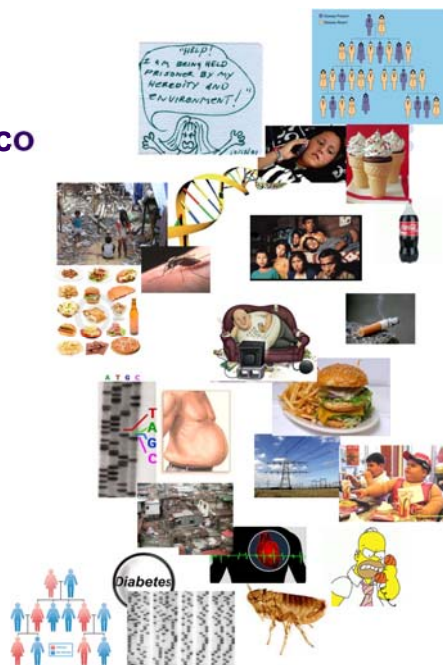 "HELP!
I AM BEING HELD
PRISONER BY MY
HEREDITY AND
ENVIRONMENT!"
co
A T G C
T
A
G
C
Diabetes